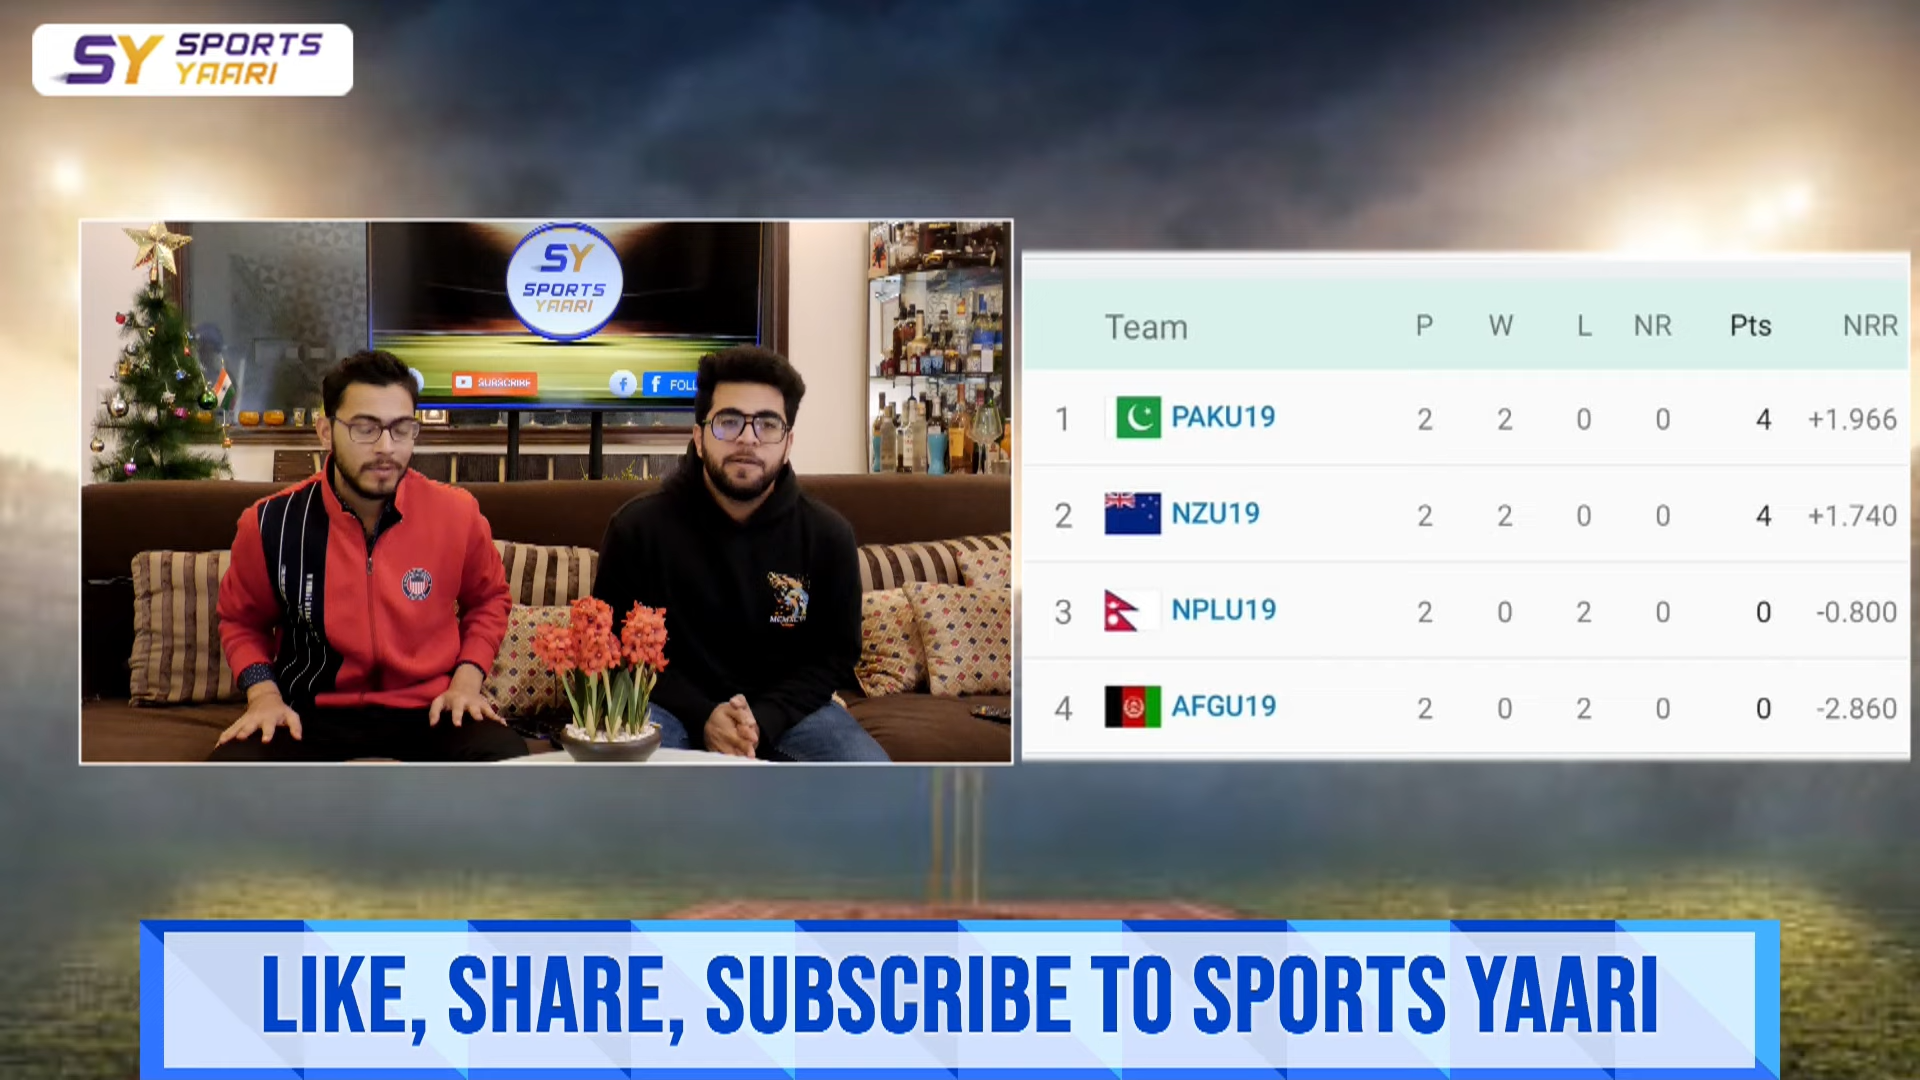 SY SPORTS
YAARI
SY
SPORTS
YAARI
SUBSCRIBE
f
f FOLL
Team P W L NR Pts NRR
1 PAKU19 2 2 0 0 4 +1.966
2 NZU19 2 2 0 0 4 +1.740
3 NPLU19 2 0 2 0 0 -0.800
4 AFGU19 2 0 2 0 0 -2.860
LIKE, SHARE, SUBSCRIBE TO SPORTS YAARI